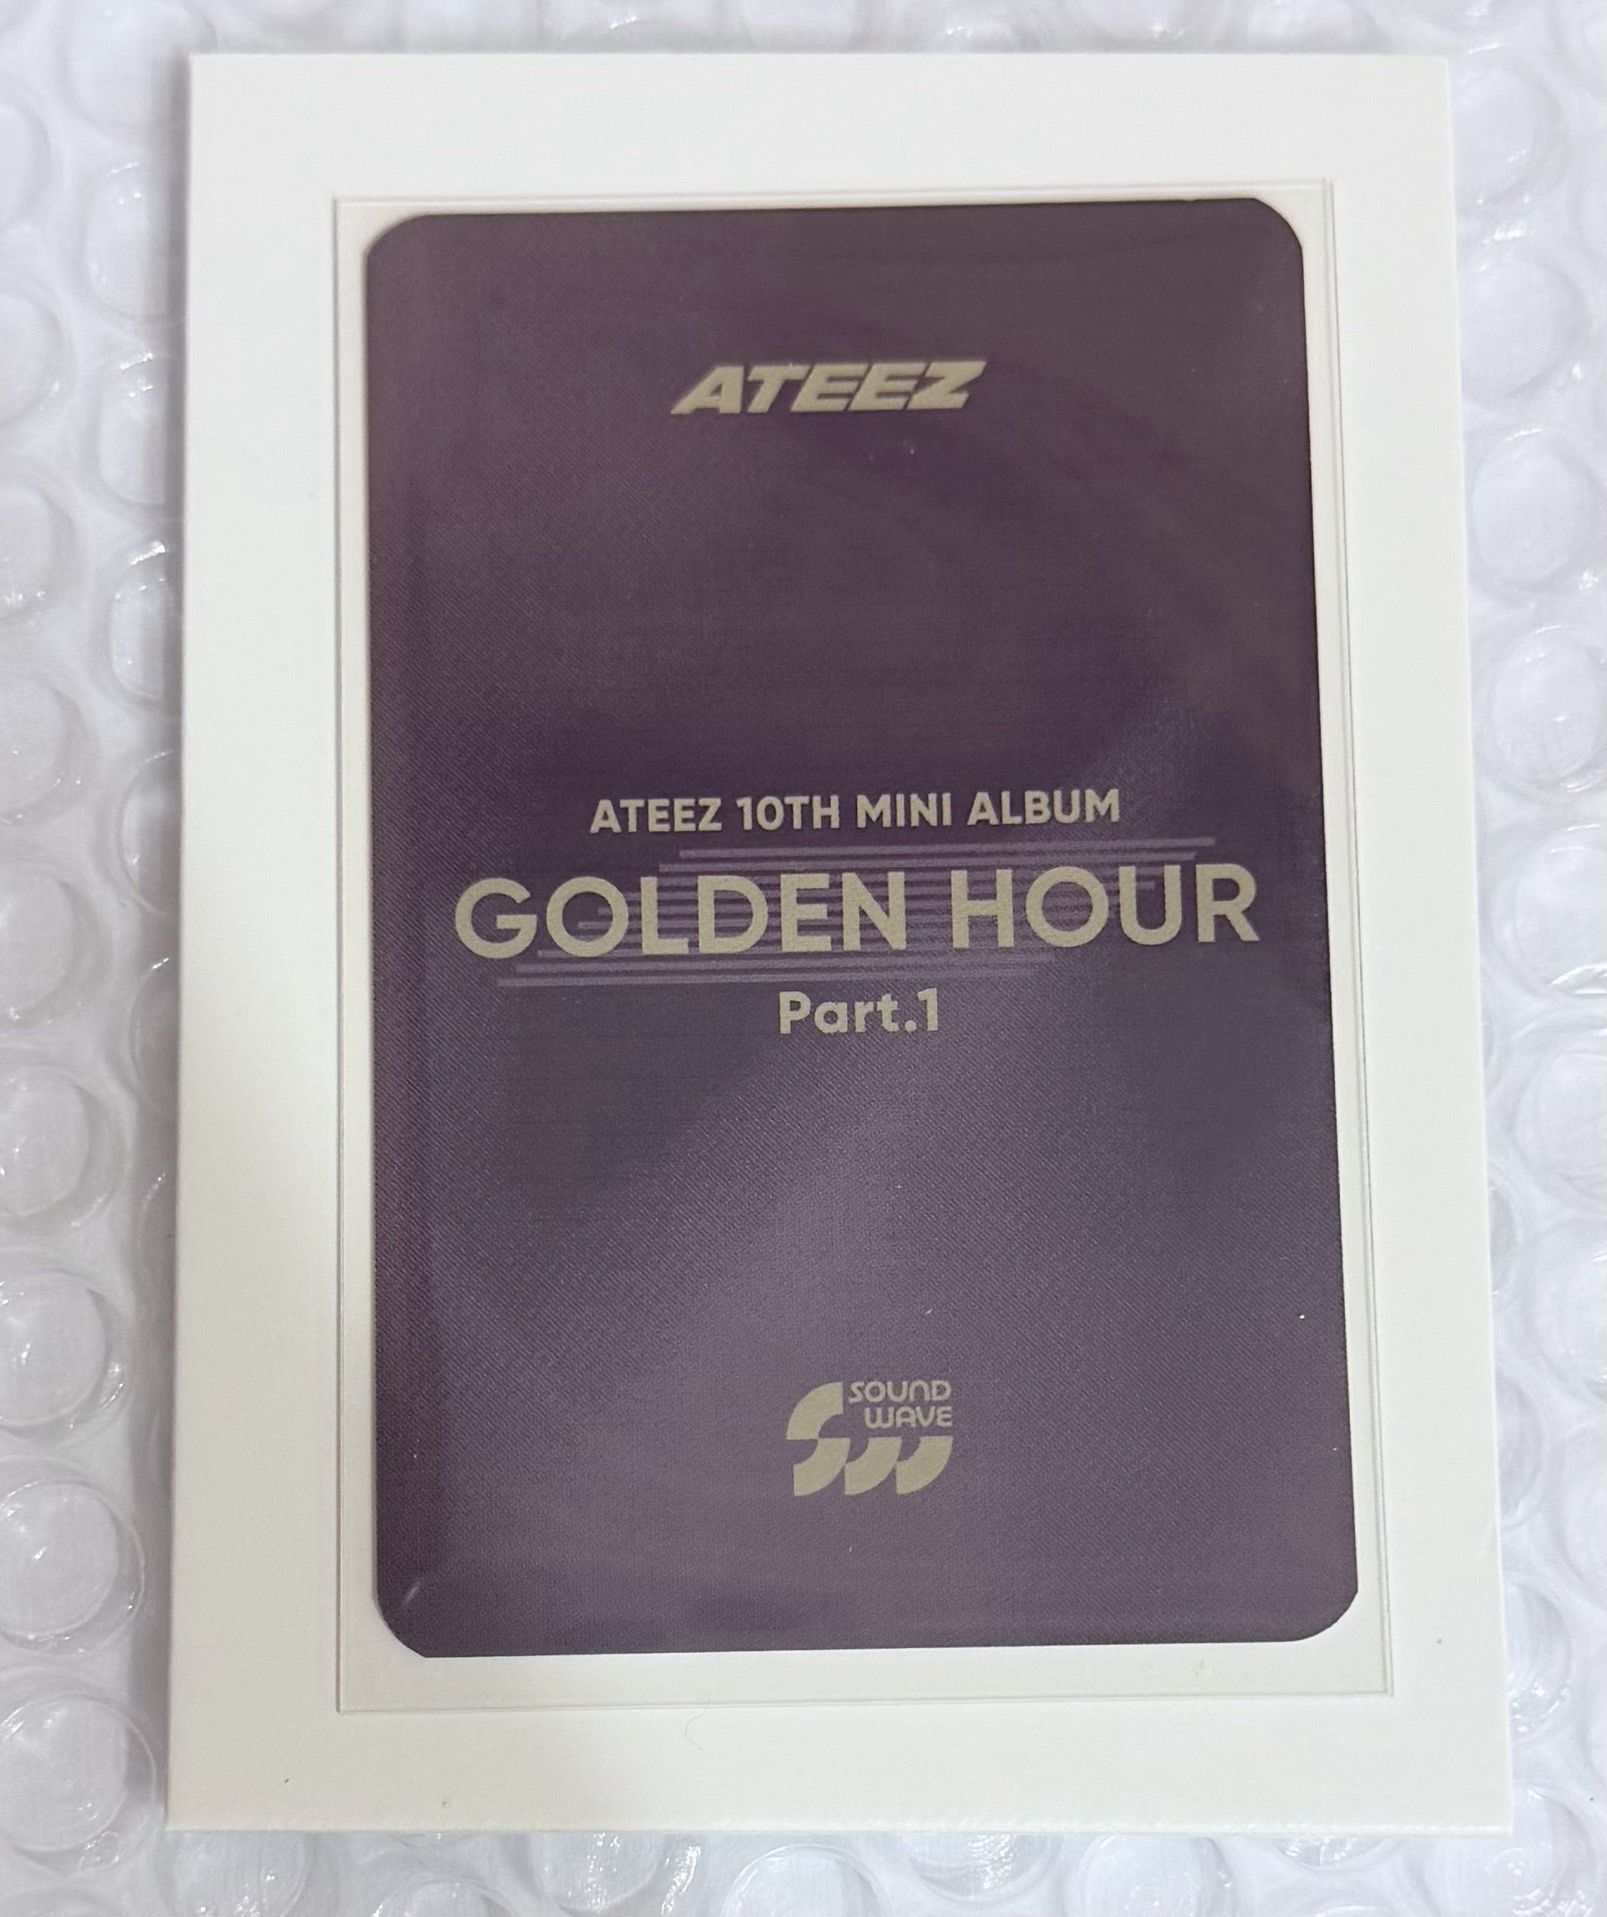 ATEEZ
ATEEZ 10TH MINI ALBUM
GOLDEN HOUR
Part.1
SOUND
WAVE